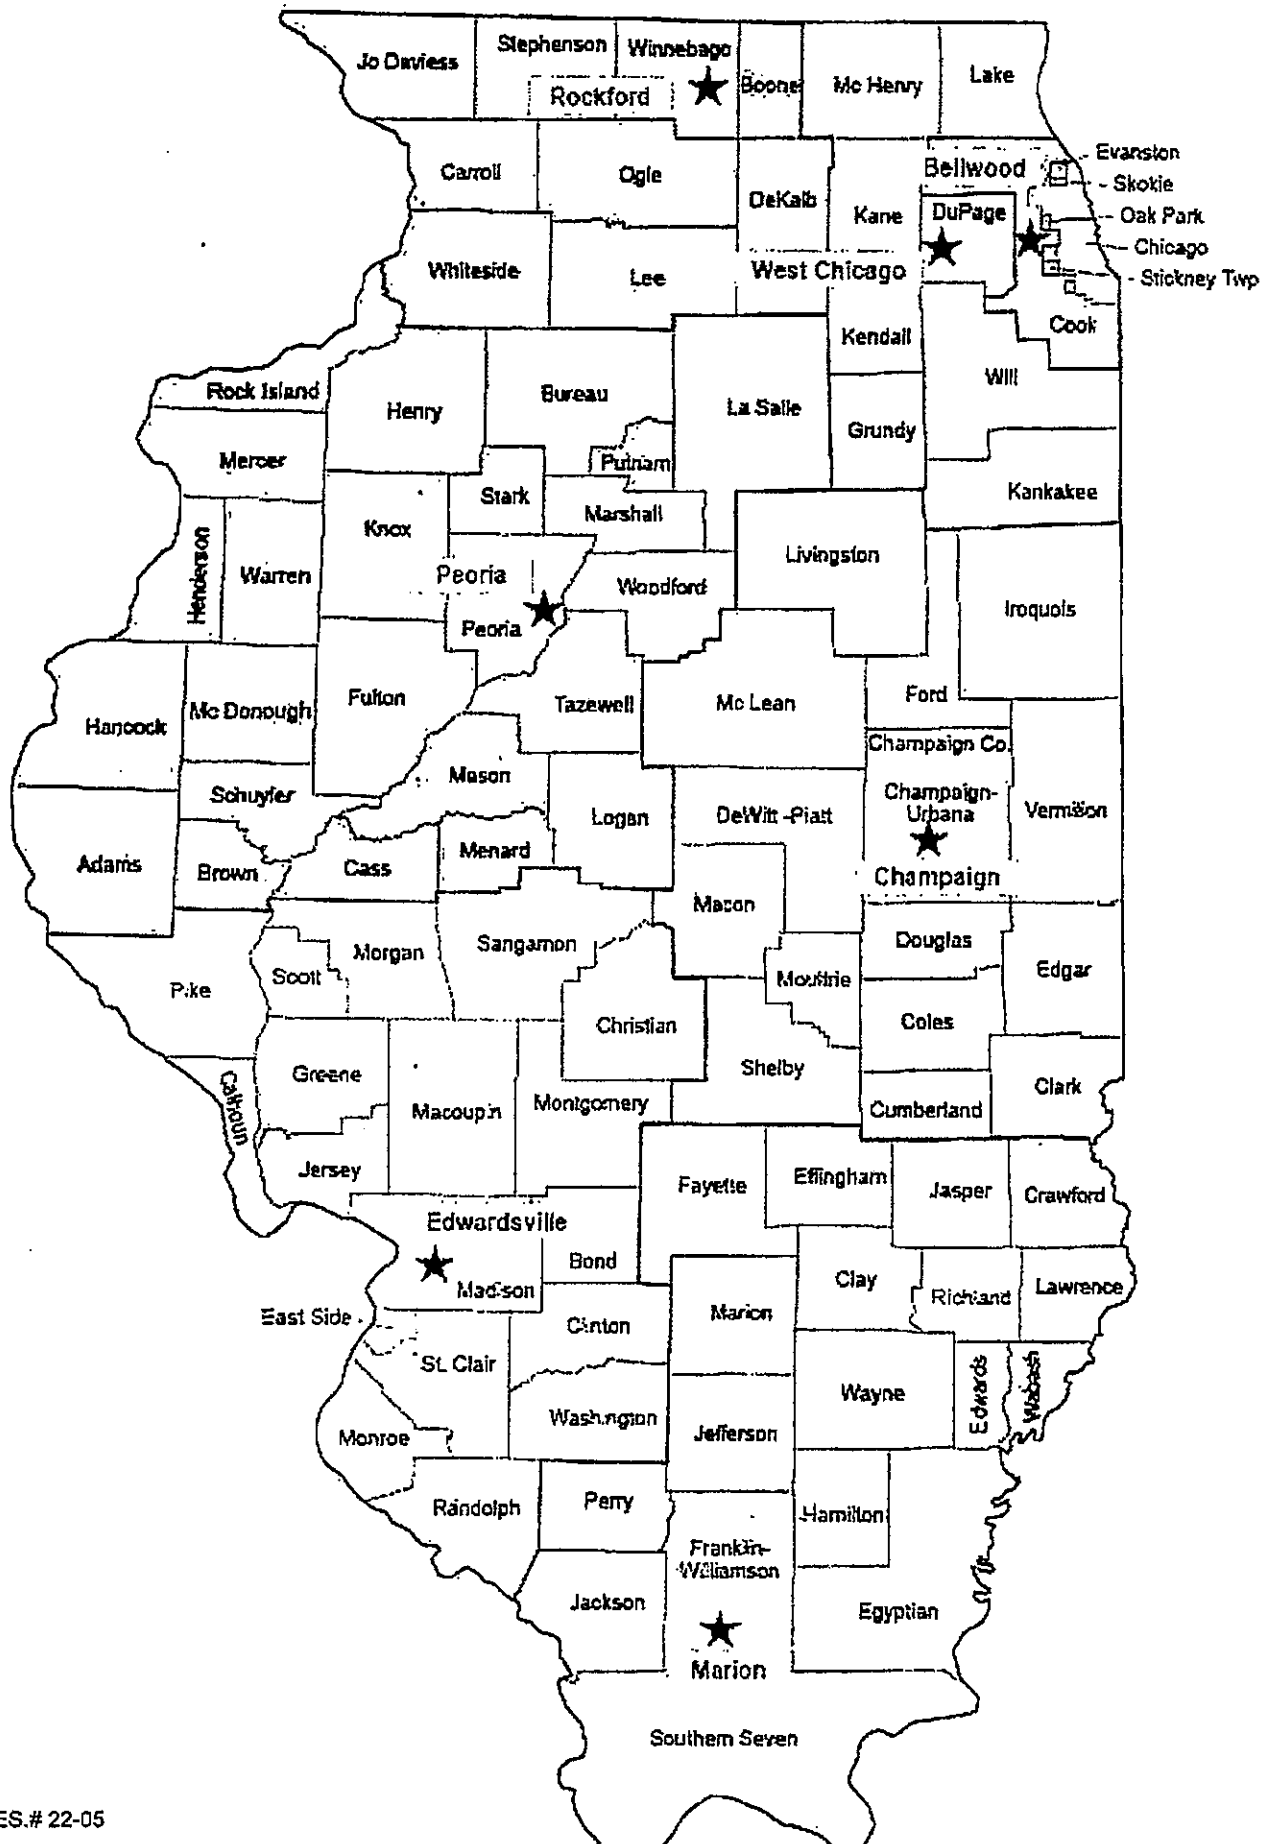 Jo Daviess
Stephenson
Winnebago
Boone
Mc Henry
Lake
Rockford
Carroll
Ogle
DeKalb
Kane
Bellwood
DuPage
Evanston
Skokie
Oak Park
Chicago
Stickney Twp
Cook
Whiteside
Lee
West Chicago
Kendall
Will
Rock Island
Henry
Bureau
La Salle
Grundy
Mercer
Putnam
Kankakee
Stark
Marshall
Knox
Henderson
Warren
Peoria
Woodford
Livingston
Iroquois
Peoria
Hancock
Mc Donough
Fulton
Tazewell
Mc Lean
Ford
Champaign Co.
Mason
Schuyler
Logan
DeWitt-Piatt
Champaign-
Urbana
Vermilion
Adams
Brown
Cass
Menard
Champaign
Macon
Douglas
Edgar
Morgan
Sangamon
Scott
Pike
Moultrie
Christian
Coles
Shelby
Greene
Calhoun
Macoupin
Montgomery
Cumberland
Clark
Jersey
Fayette
Effingham
Jasper
Crawford
Edwardsville
Bond
Madison
Clay
Richland
Lawrence
East Side
Clinton
Marion
St. Clair
Washington
Wayne
Edwards
Wabash
Monroe
Jefferson
Randolph
Perry
Hamilton
Franklin-
Williamson
Jackson
Egyptian
Marion
Southern Seven
ES.# 22-05